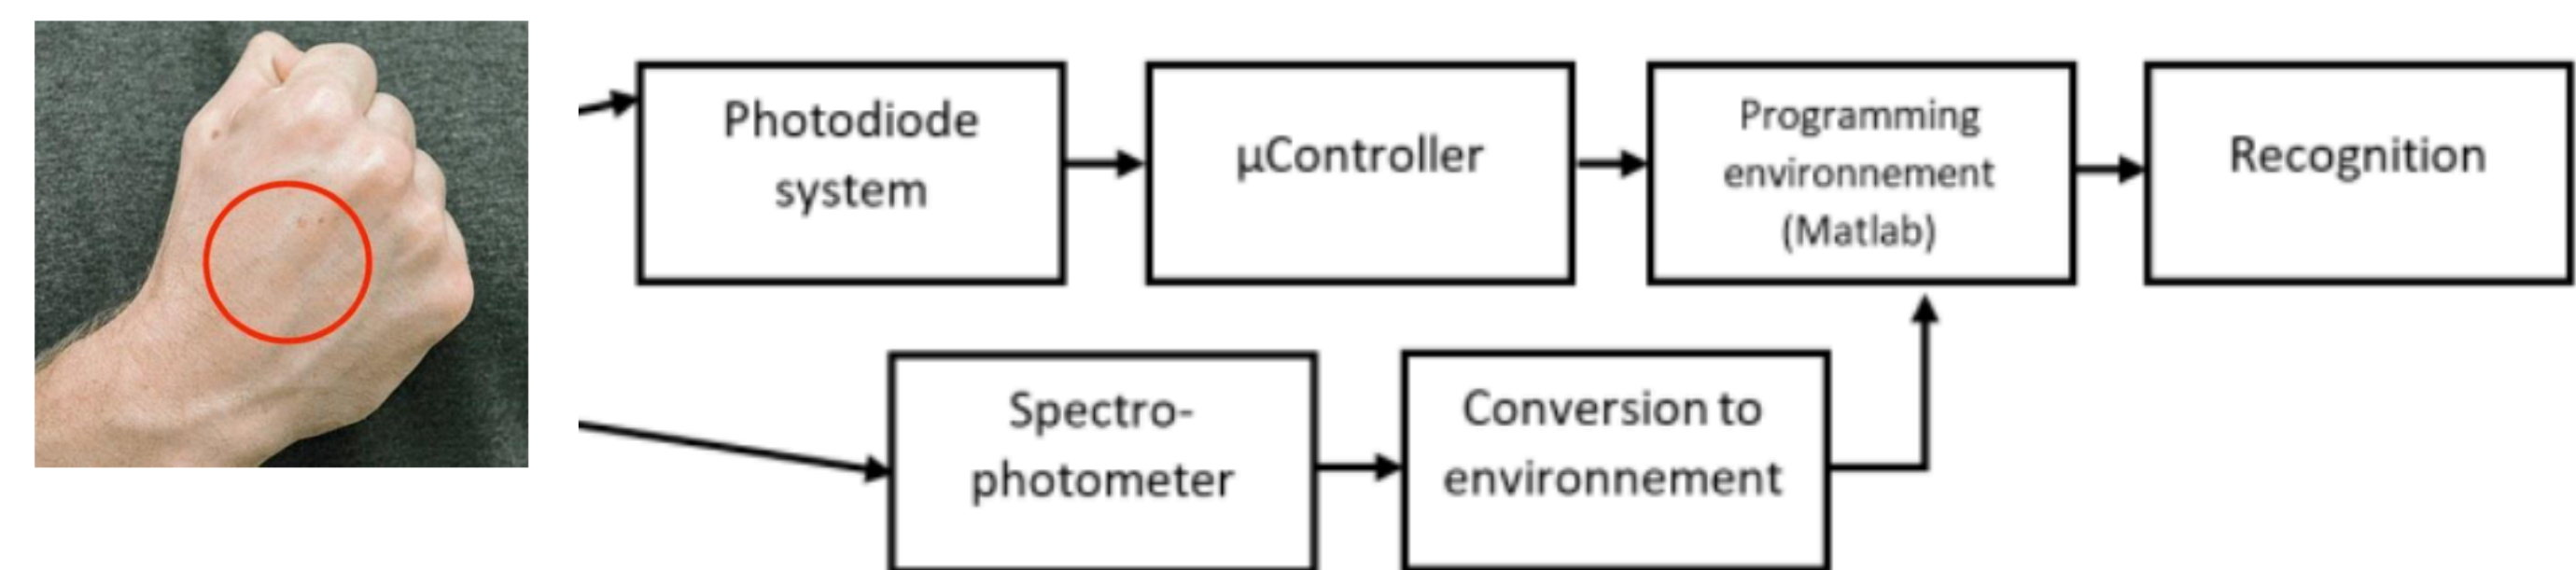 Photodiode
system
µController
Programming
environnement
(Matlab)
Recognition
Spectro-
photometer
Conversion to
environnement